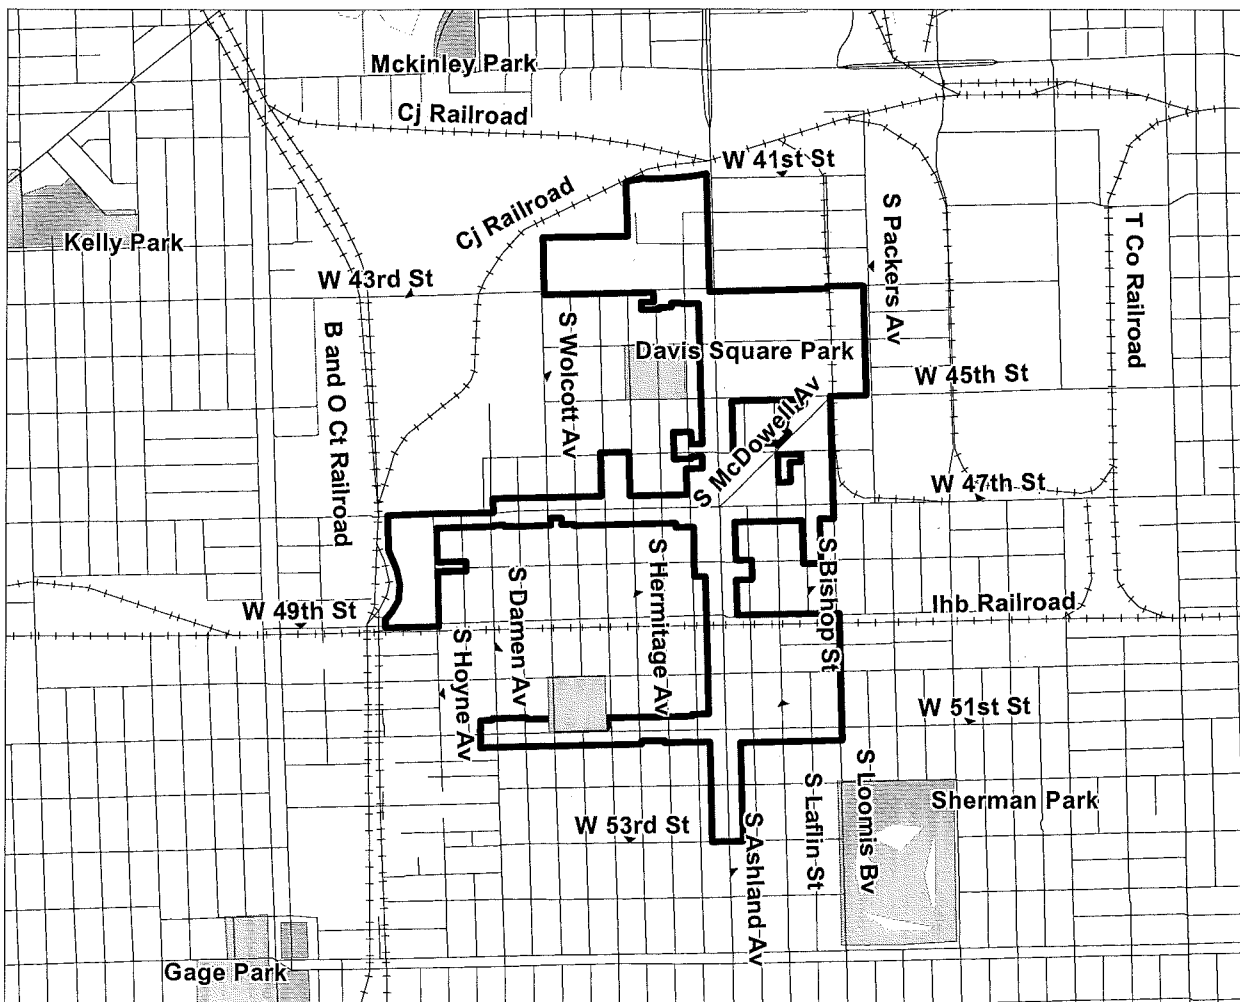 Mckinley Park
Cj Railroad
W 41st St
Cj Railroad
S Packers Av
T Co Railroad
Kelly Park
W 43rd St
B and O Ct Railroad
S Wolcott Av
Davis Square Park
W 45th St
S McDowell Av
W 47th St
S Hermitage Av
S Bishop St
S Damen Av
W 49th St
Ihb Railroad
S Hoyne Av
W 51st St
S Loomis Bv
Sherman Park
S Laflin St
W 53rd St
S Ashland Av
Gage Park